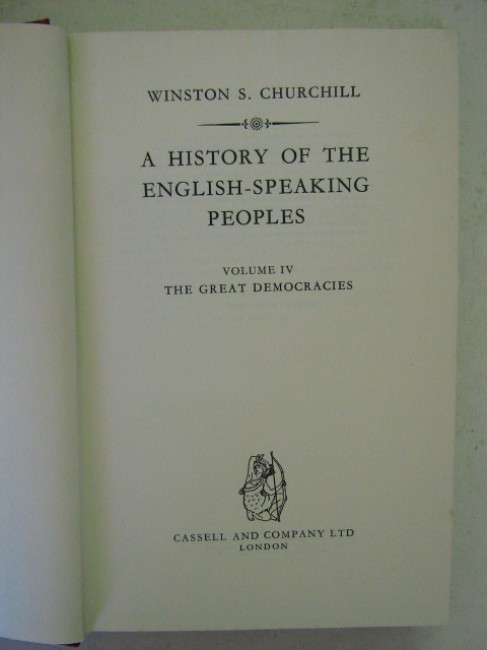 WINSTON S. CHURCHILL
A HISTORY OF THE
ENGLISH-SPEAKING
PEOPLES
VOLUME IV
THE GREAT DEMOCRACIES
CASSELL AND COMPANY LTD
LONDON